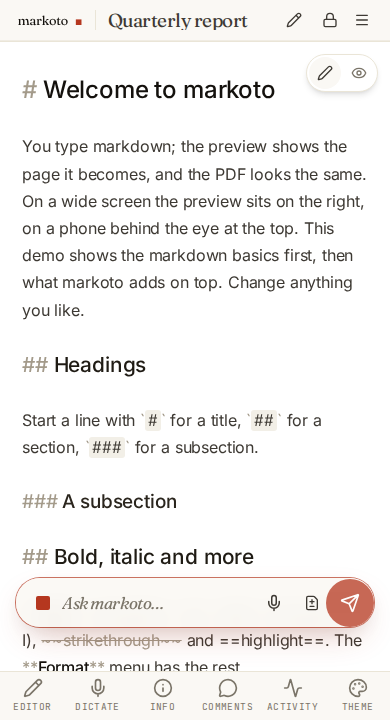 markoto
Quarterly report
# Welcome to markoto
You type markdown; the preview shows the
page it becomes, and the PDF looks the same.
On a wide screen the preview sits on the right,
on a phone behind the eye at the top. This
demo shows the markdown basics first, then
what markoto adds on top. Change anything
you like.
## Headings
Start a line with `#` for a title, `##` for a
section, `###` for a subsection.
### A subsection
## Bold, italic and more
Ask markoto...
I), ~~strikethrough~~ and ==highlight==. The
**Format** menu has the rest
EDITOR DICTATE INFO COMMENTS ACTIVITY THEME